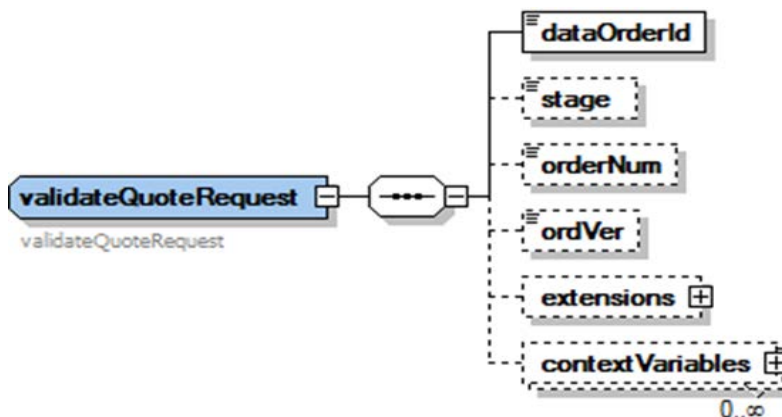 dataOrderId
stage
orderNum
validateQuoteRequest
validateQuoteRequest
ordVer
extensions
contextVariables
0..∞